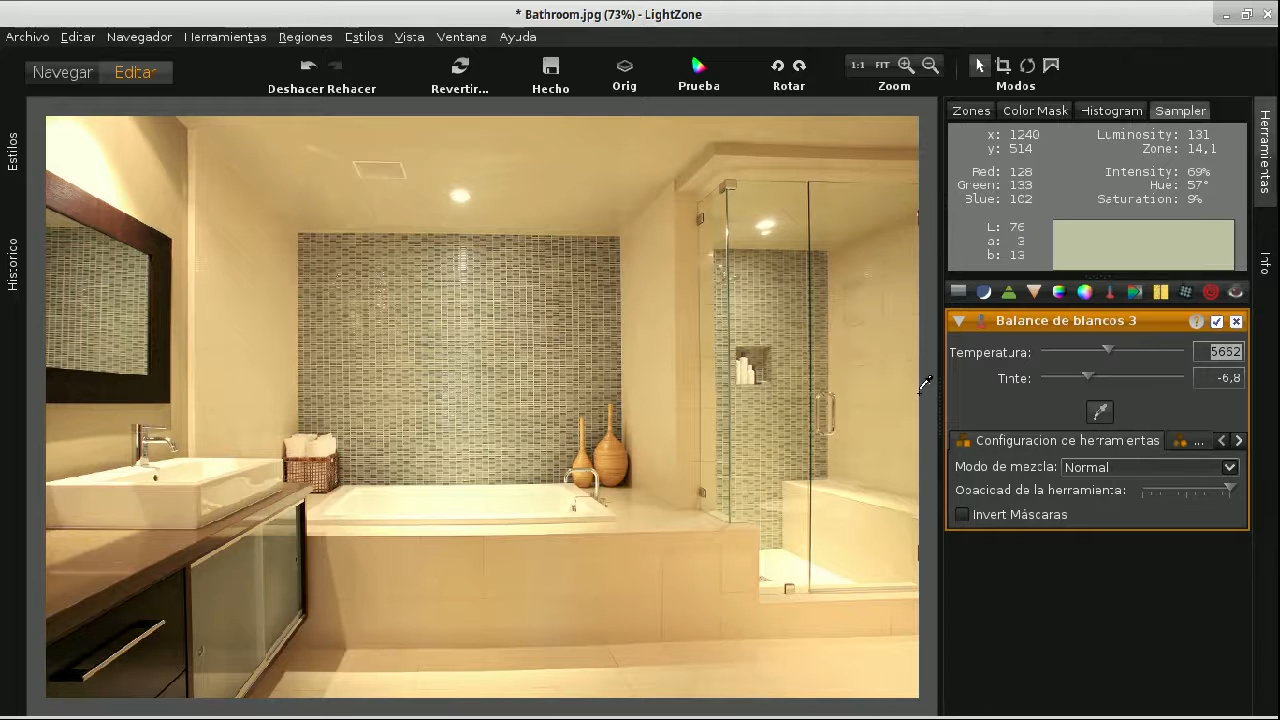 * Bathroom.jpg (73%) - LightZone
Archivo Editar Navegador Herramientas Regiones Estilos Vista Ventana Ayuda
Navegar Editar
Deshacer Rehacer Revertir... Hecho Orig Prueba Rotar 1:1 FIT Zoom Modos
Estilos
Historico
Zones Color Mask Histogram Sampler
x: 1240 Luminosity: 131
y: 514 Zone: 14,1
Red: 128 Intensity: 69%
Green: 133 Hue: 57°
Blue: 102 Saturation: 9%
L: 76
a: 3
b: 13
Herramientas
Info
Balance de blancos 3 ?
Temperatura: 5652
Tinte: -6,8
Configuracion de herramientas ...
Modo de mezcla: Normal
Opacidad de la herramienta:
Invert Máscaras